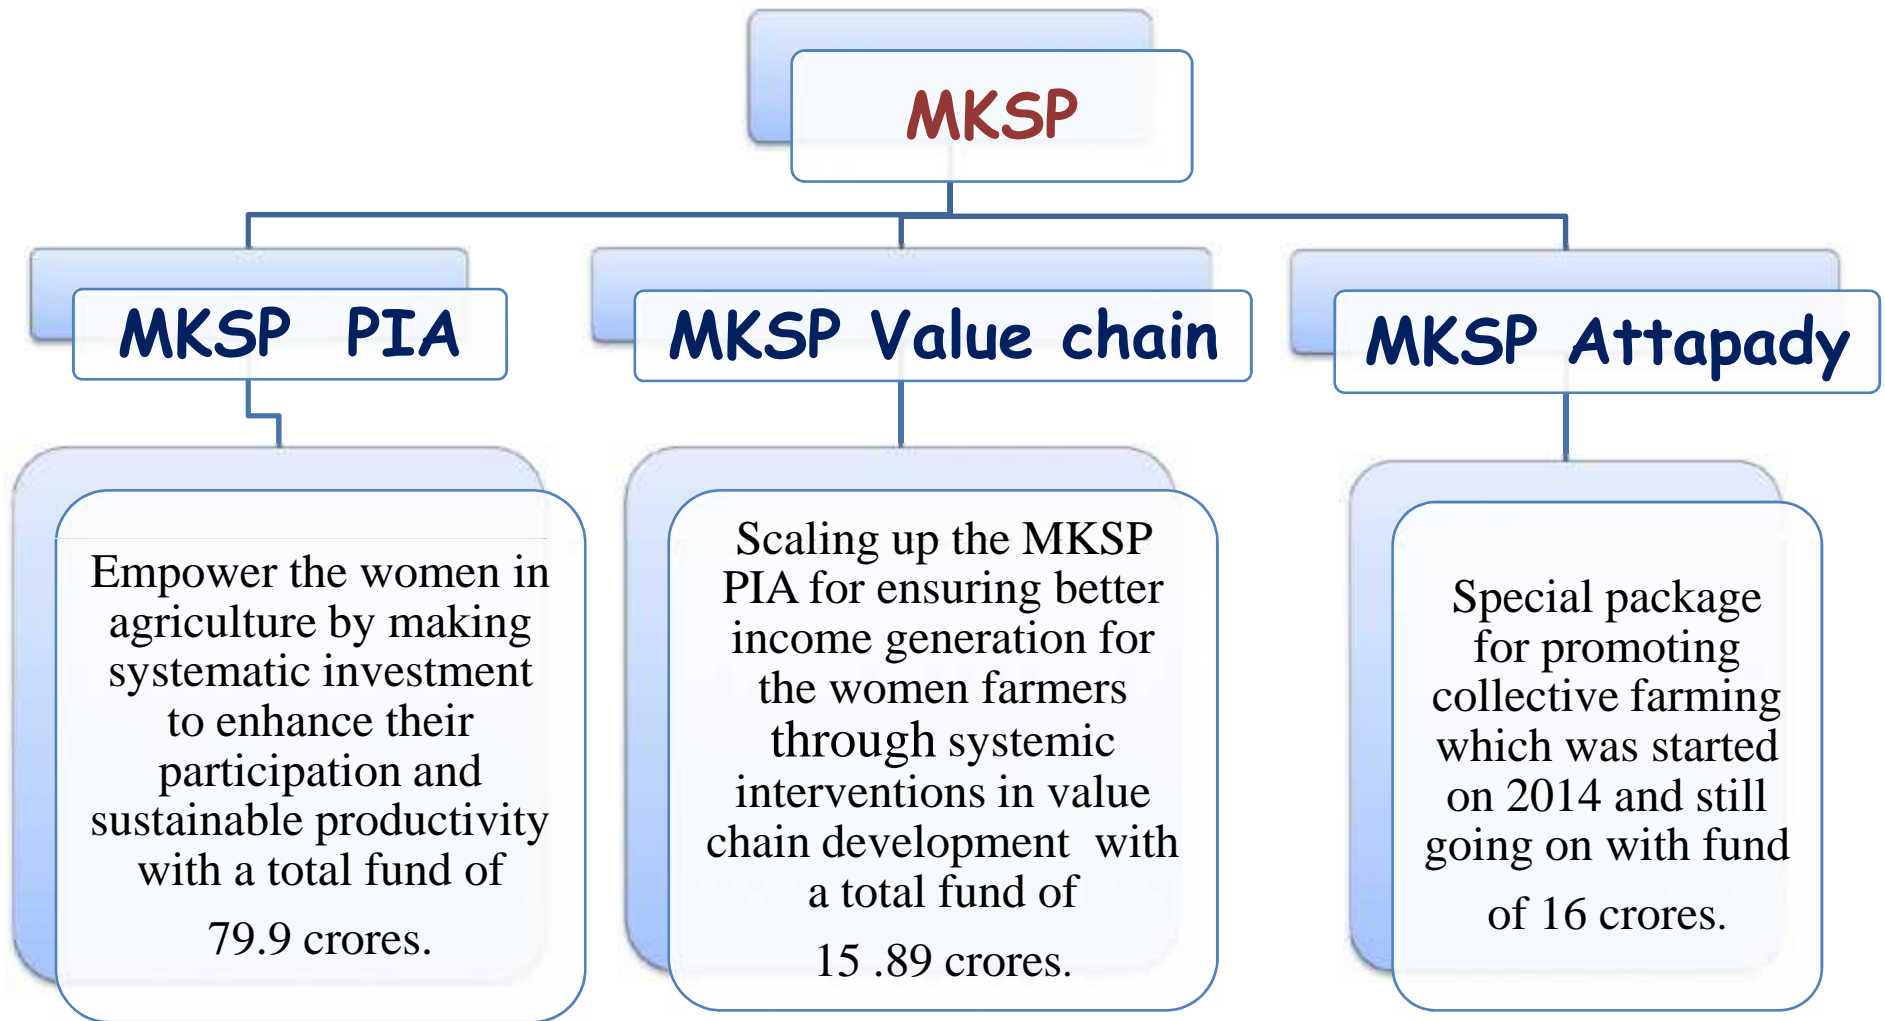 MKSP
MKSP PIA
Empower the women in
agriculture by making
systematic investment
to enhance their
participation and
sustainable productivity
with a total fund of
79.9 crores.
MKSP Value chain
Scaling up the MKSP
PIA for ensuring better
income generation for
the women farmers
through systemic
interventions in value
chain development with
a total fund of
15 .89 crores.
MKSP Attapady
Special package
for promoting
collective farming
which was started
on 2014 and still
going on with fund
of 16 crores.